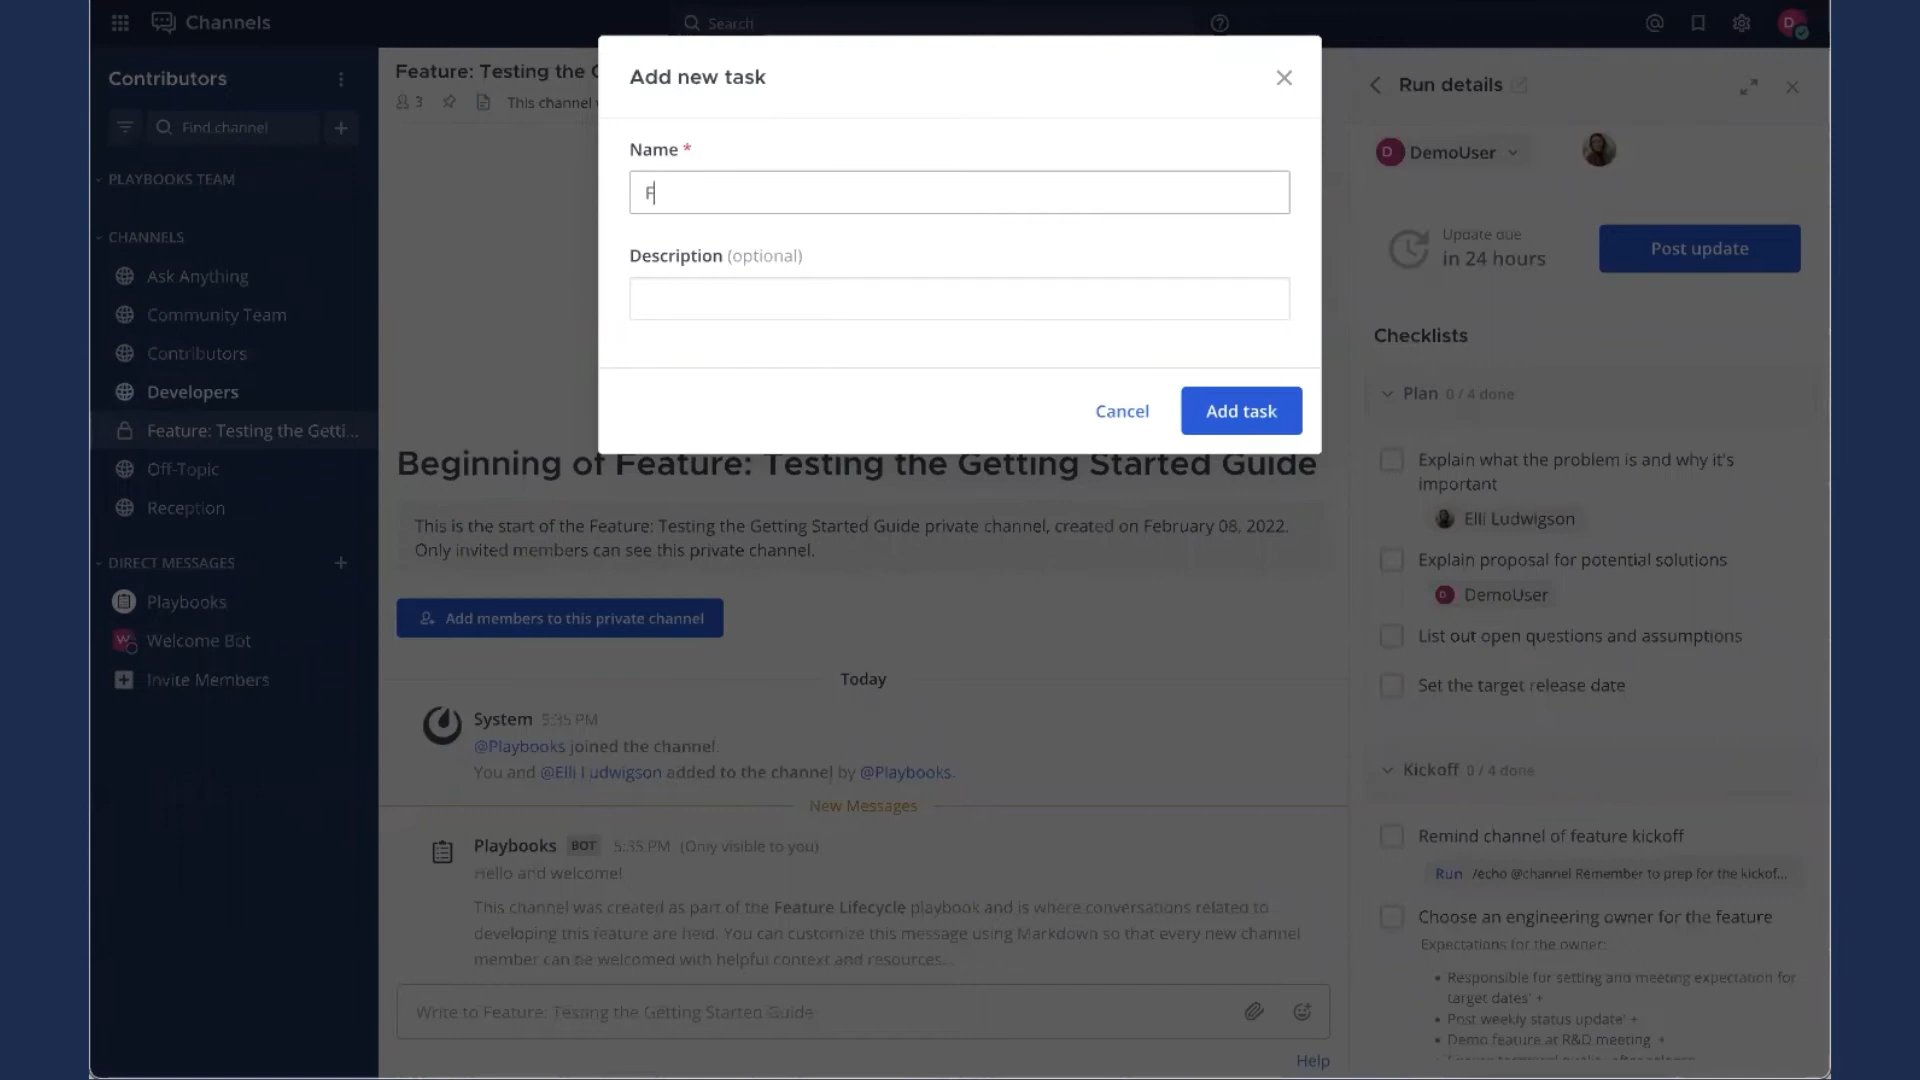 Channels
Search
D
Contributors
Find channel
PLAYBOOKS TEAM
CHANNELS
Ask Anything
Community Team
Contributors
Developers
Feature: Testing the Getti...
Off-Topic
Reception
DIRECT MESSAGES
Playbooks
Welcome Bot
Invite Members
Feature: Testing the
3
This channel
Add new task
Name *
F
Description (optional)
Cancel
Add task
Beginning of Feature: Testing the Getting Started Guide
This is the start of the Feature: Testing the Getting Started Guide private channel, created on February 08, 2022.
Only invited members can see this private channel.
Add members to this private channel
Today
System 5:35 PM
@Playbooks joined the channel.
You and @Elli Ludwigson added to the channel by @Playbooks.
New Messages
Playbooks BOT 5:35 PM (Only visible to you)
Hello and welcome!
This channel was created as part of the Feature Lifecycle playbook and is where conversations related to
developing this feature are held. You can customize this message using Markdown so that every new channel
member can be welcomed with helpful context and resources...
Write to Feature: Testing the Getting Started Guide
Help
Run details
D DemoUser
Update due
in 24 hours
Post update
Checklists
Plan 0 / 4 done
Explain what the problem is and why it's
important
Elli Ludwigson
Explain proposal for potential solutions
D DemoUser
List out open questions and assumptions
Set the target release date
Kickoff 0 / 4 done
Remind channel of feature kickoff
Run /echo @channel Remember to prep for the kickof...
Choose an engineering owner for the feature
Expectations for the owner:
• Responsible for setting and meeting expectation for
target dates' +
• Post weekly status update' +
• Demo feature at R&D meeting +